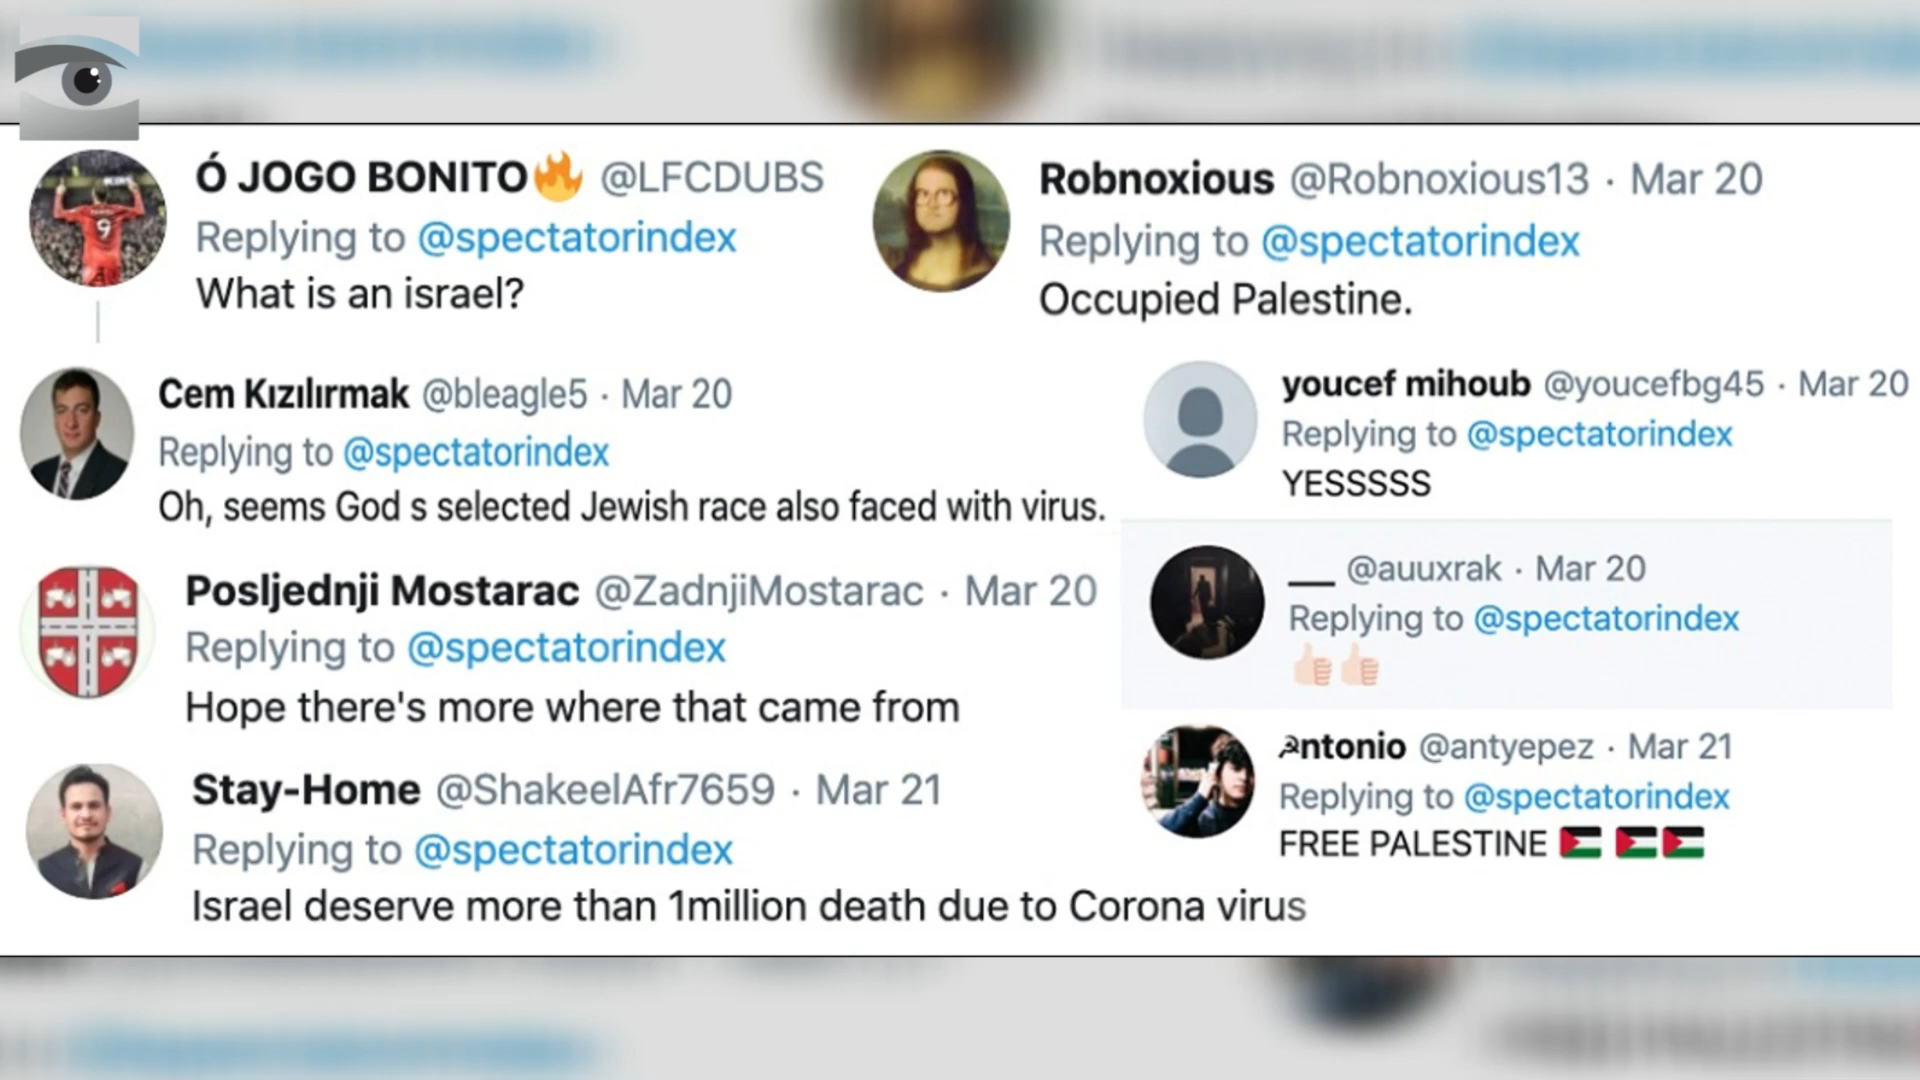 Ó JOGO BONITO🔥 @LFCDUBS
Replying to @spectatorindex
What is an israel?
Robnoxious @Robnoxious13 · Mar 20
Replying to @spectatorindex
Occupied Palestine.
Cem Kızılırmak @bleagle5 · Mar 20
Replying to @spectatorindex
Oh, seems God s selected Jewish race also faced with virus.
youcef mihoub @youcefbg45 · Mar 20
Replying to @spectatorindex
YESSSSS
Posljednji Mostarac @ZadnjiMostarac · Mar 20
Replying to @spectatorindex
Hope there's more where that came from
__ @auuxrak · Mar 20
Replying to @spectatorindex
👍🏻👍🏻
Stay-Home @ShakeelAfr7659 · Mar 21
Replying to @spectatorindex
Israel deserve more than 1million death due to Corona virus
☭ntonio @antyepez · Mar 21
Replying to @spectatorindex
FREE PALESTINE 🇵🇸 🇵🇸🇵🇸